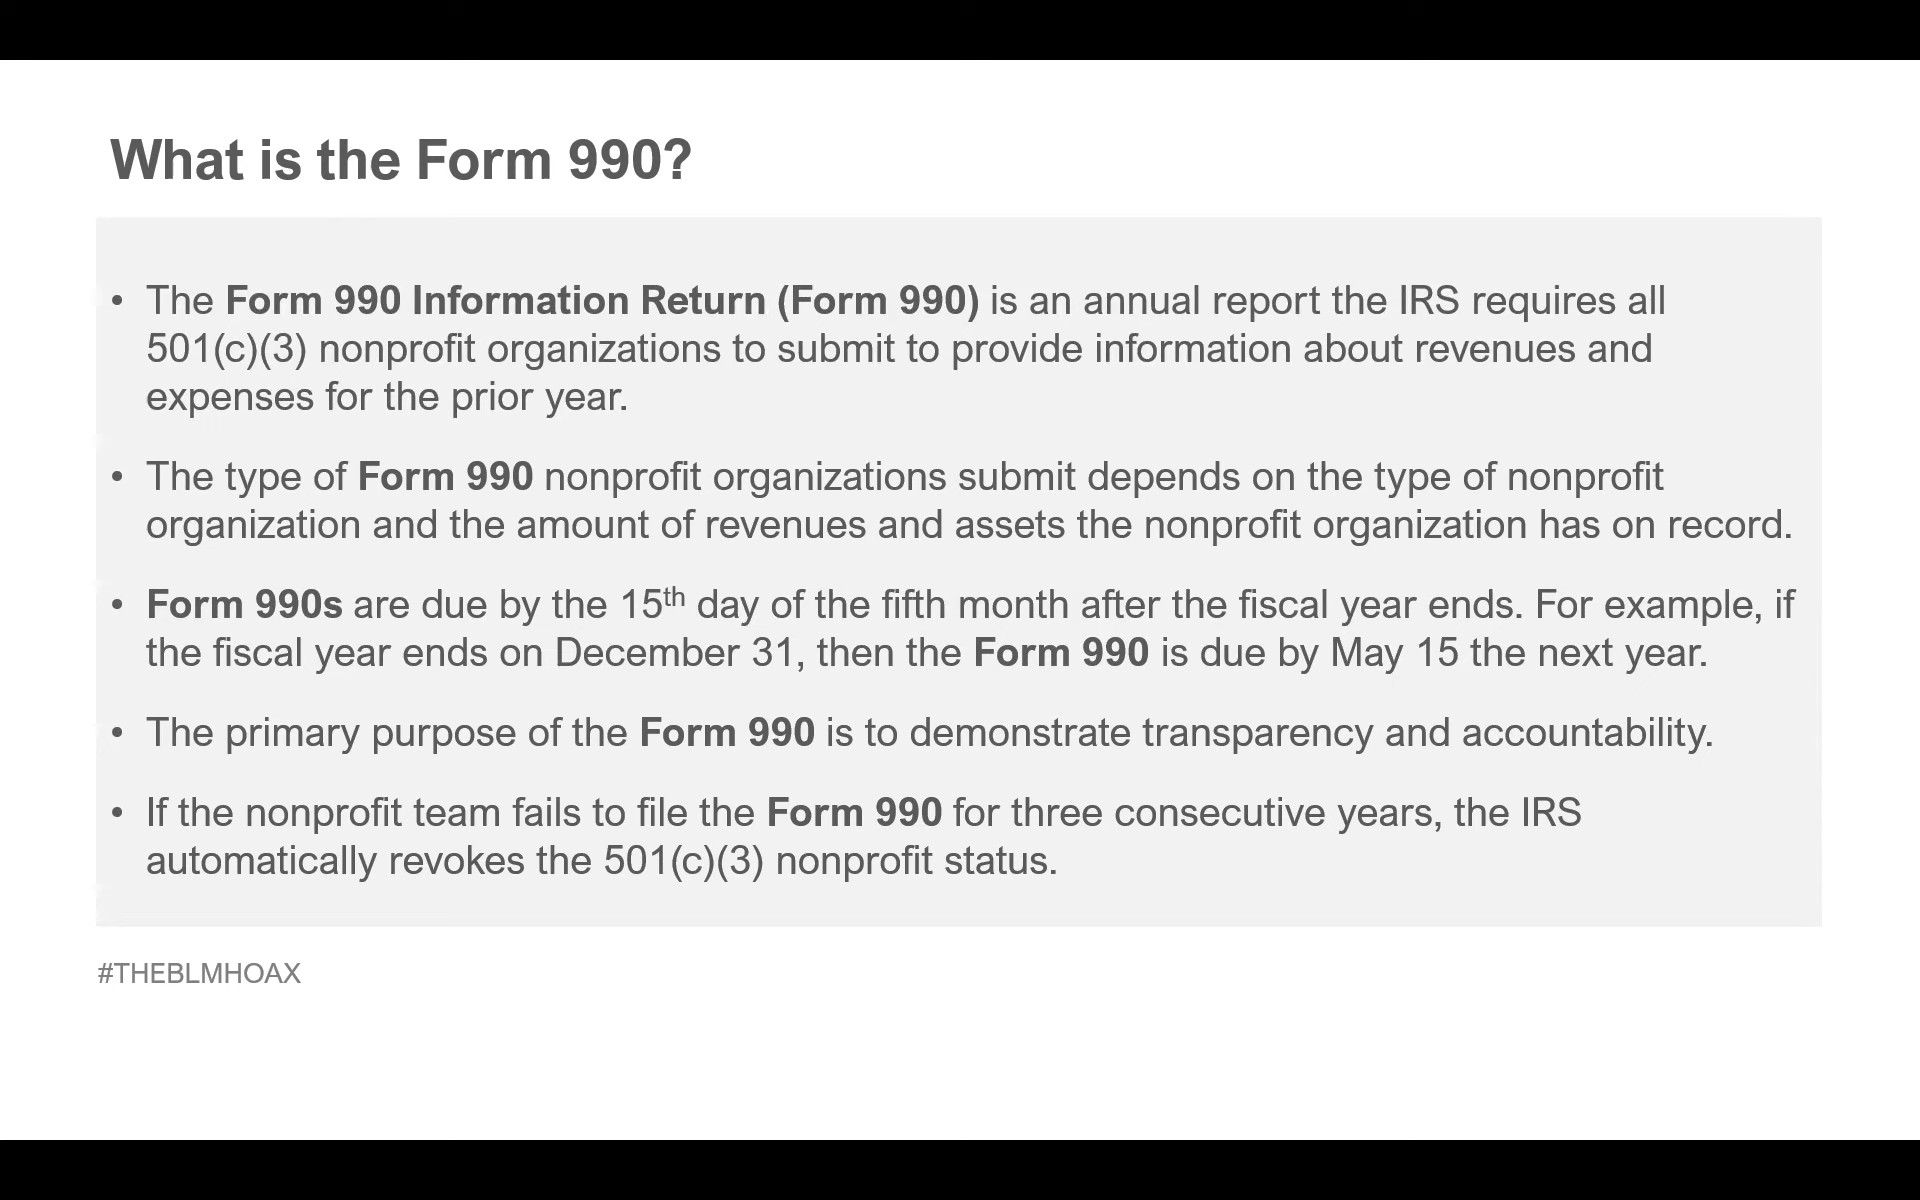 What is the Form 990?
• The Form 990 Information Return (Form 990) is an annual report the IRS requires all
501(c)(3) nonprofit organizations to submit to provide information about revenues and
expenses for the prior year.
• The type of Form 990 nonprofit organizations submit depends on the type of nonprofit
organization and the amount of revenues and assets the nonprofit organization has on record.
• Form 990s are due by the 15th day of the fifth month after the fiscal year ends. For example, if
the fiscal year ends on December 31, then the Form 990 is due by May 15 the next year.
• The primary purpose of the Form 990 is to demonstrate transparency and accountability.
• If the nonprofit team fails to file the Form 990 for three consecutive years, the IRS
automatically revokes the 501(c)(3) nonprofit status.
#THEBLMHOAX